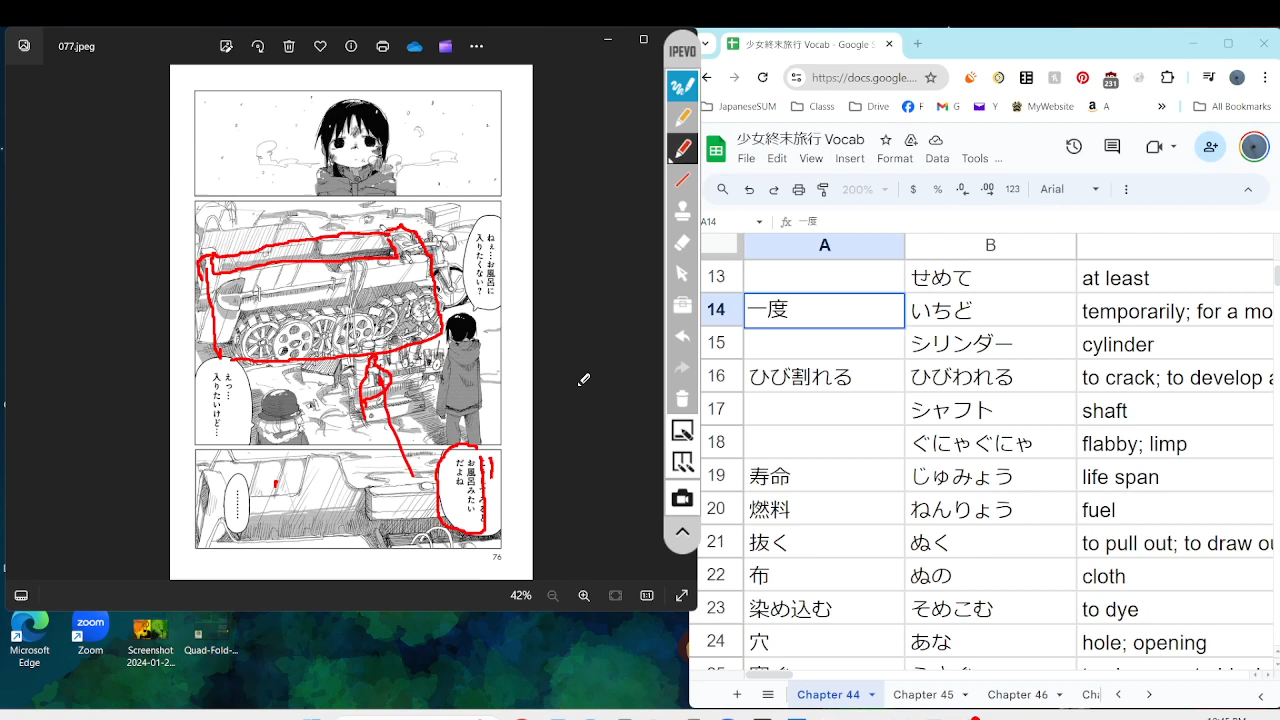 077.jpeg
ねぇ…お風呂に
入りたくない?
えっ…
入りたいけど…
お風呂みたい
だよね
…………
76
42%
1:1
Microsoft
Edge
Zoom
zoom
Screenshot
2024-01-2...
Quad-Fold-...
IPEVO
少女終末旅行 Vocab - Google S
https://docs.google....
231
JapaneseSUM
Classs
Drive
F
G
Y
MyWebsite
A
»
All Bookmarks
少女終末旅行 Vocab
File Edit View Insert Format Data Tools ...
200%
$ % .0 .00 123 Arial
A14
fx 一度
A B
13 せめて at least
14 一度 いちど temporarily; for a mo
15 シリンダー cylinder
16 ひび割れる ひびわれる to crack; to develop a
17 シャフト shaft
18 ぐにゃぐにゃ flabby; limp
19 寿命 じゅみょう lifespan
20 燃料 ねんりょう fuel
21 抜く ぬく to pull out; to draw ou
22 布 ぬの cloth
23 染め込む そめこむ to dye
24 穴 あな hole; opening
Chapter 44 Chapter 45 Chapter 46 Cha